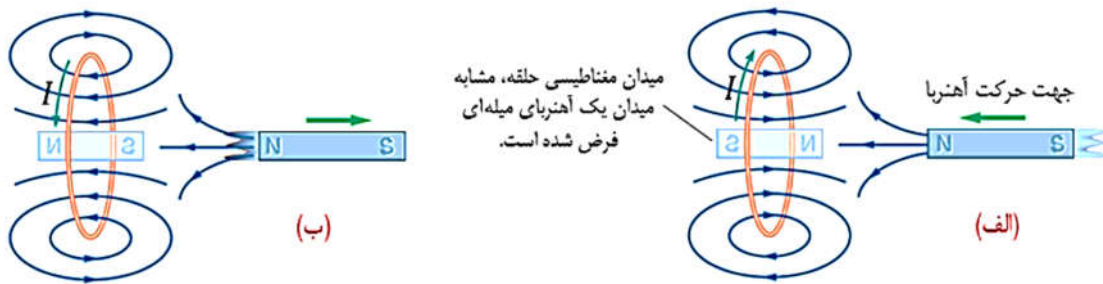 جهت حرکت آهنربا
N S
I
S N
(الف)
میدان مغناطیسی حلقه، مشابه
میدان یک آهنربای میله‌ای
فرض شده است.
I
N S
N S
(ب)